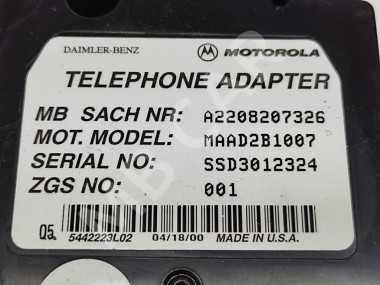 DAIMLER-BENZ MOTOROLA
TELEPHONE ADAPTER
MB SACH NR: A2208207326
MOT. MODEL: MAAD2B1007
SERIAL NO: SSD3012324
ZGS NO: 001
Q5
5442223L02 04/18/00 MADE IN U.S.A.